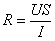 R = US/I